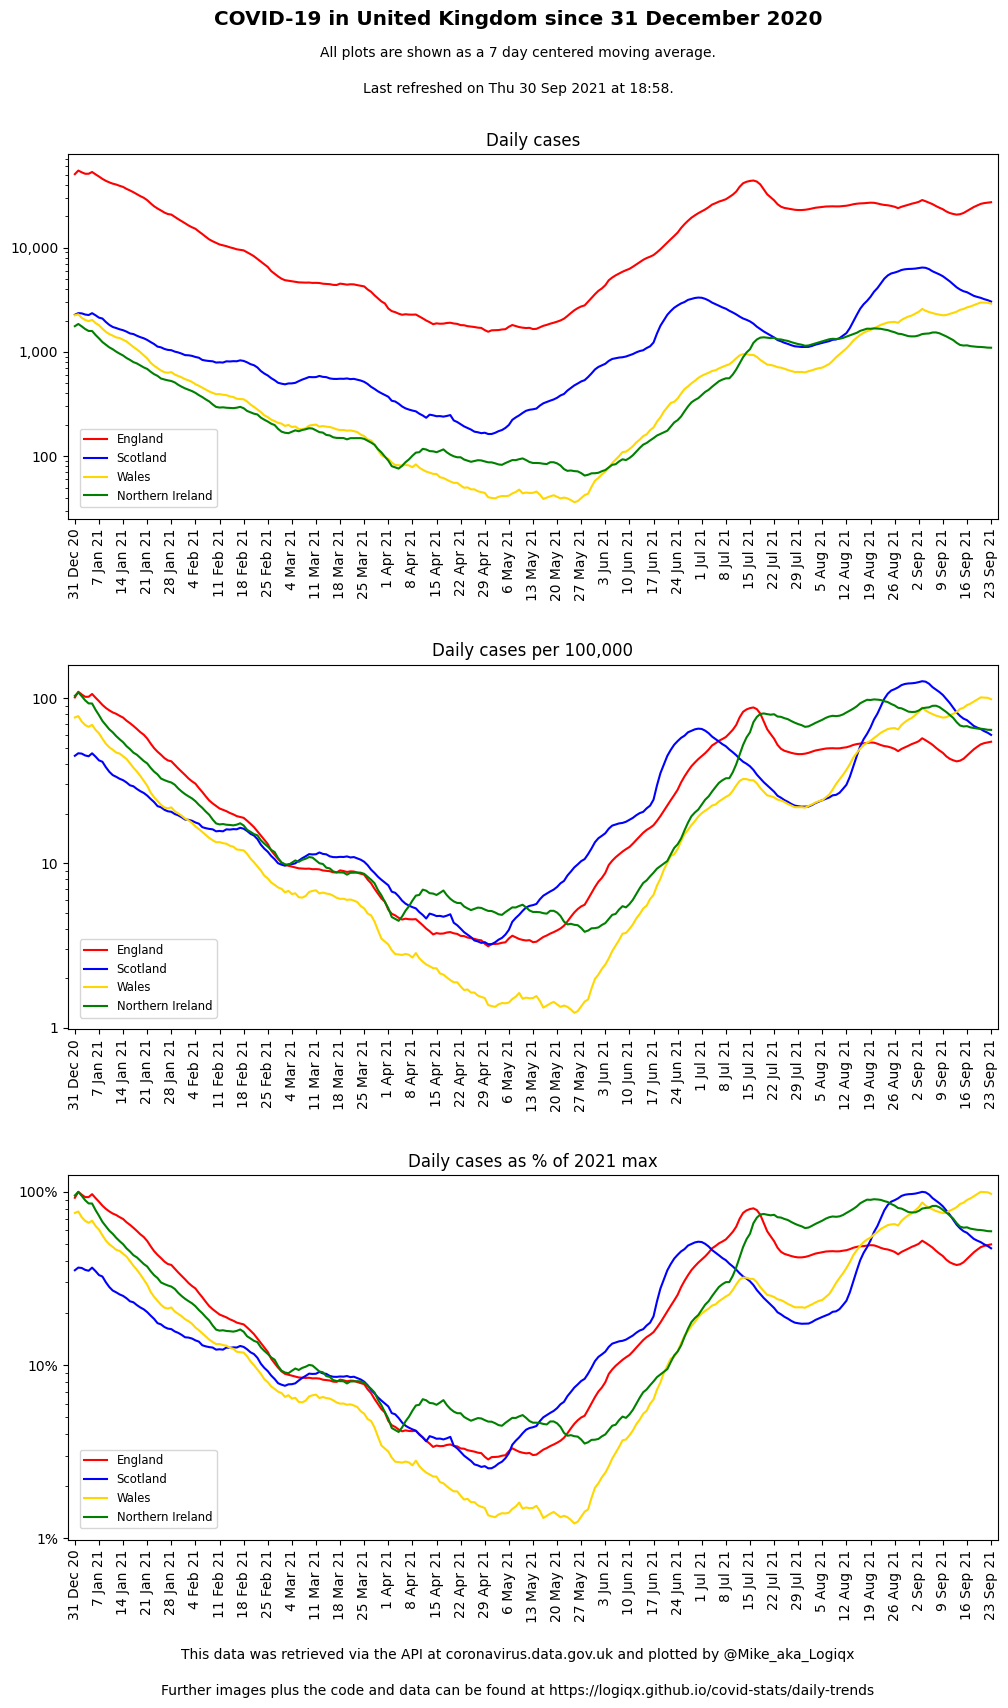 COVID-19 in United Kingdom since 31 December 2020
All plots are shown as a 7 day centered moving average.
Last refreshed on Thu 30 Sep 2021 at 18:58.
Daily cases
10,000
1,000
100
England
Scotland
Wales
Northern Ireland
31 Dec 20
7 Jan 21
14 Jan 21
21 Jan 21
28 Jan 21
4 Feb 21
11 Feb 21
18 Feb 21
25 Feb 21
4 Mar 21
11 Mar 21
18 Mar 21
25 Mar 21
1 Apr 21
8 Apr 21
15 Apr 21
22 Apr 21
29 Apr 21
6 May 21
13 May 21
20 May 21
27 May 21
3 Jun 21
10 Jun 21
17 Jun 21
24 Jun 21
1 Jul 21
8 Jul 21
15 Jul 21
22 Jul 21
29 Jul 21
5 Aug 21
12 Aug 21
19 Aug 21
26 Aug 21
2 Sep 21
9 Sep 21
16 Sep 21
23 Sep 21
Daily cases per 100,000
100
10
1
England
Scotland
Wales
Northern Ireland
31 Dec 20
7 Jan 21
14 Jan 21
21 Jan 21
28 Jan 21
4 Feb 21
11 Feb 21
18 Feb 21
25 Feb 21
4 Mar 21
11 Mar 21
18 Mar 21
25 Mar 21
1 Apr 21
8 Apr 21
15 Apr 21
22 Apr 21
29 Apr 21
6 May 21
13 May 21
20 May 21
27 May 21
3 Jun 21
10 Jun 21
17 Jun 21
24 Jun 21
1 Jul 21
8 Jul 21
15 Jul 21
22 Jul 21
29 Jul 21
5 Aug 21
12 Aug 21
19 Aug 21
26 Aug 21
2 Sep 21
9 Sep 21
16 Sep 21
23 Sep 21
Daily cases as % of 2021 max
100%
10%
1%
England
Scotland
Wales
Northern Ireland
31 Dec 20
7 Jan 21
14 Jan 21
21 Jan 21
28 Jan 21
4 Feb 21
11 Feb 21
18 Feb 21
25 Feb 21
4 Mar 21
11 Mar 21
18 Mar 21
25 Mar 21
1 Apr 21
8 Apr 21
15 Apr 21
22 Apr 21
29 Apr 21
6 May 21
13 May 21
20 May 21
27 May 21
3 Jun 21
10 Jun 21
17 Jun 21
24 Jun 21
1 Jul 21
8 Jul 21
15 Jul 21
22 Jul 21
29 Jul 21
5 Aug 21
12 Aug 21
19 Aug 21
26 Aug 21
2 Sep 21
9 Sep 21
16 Sep 21
23 Sep 21
This data was retrieved via the API at coronavirus.data.gov.uk and plotted by @Mike_aka_Logiqx
Further images plus the code and data can be found at https://logiqx.github.io/covid-stats/daily-trends